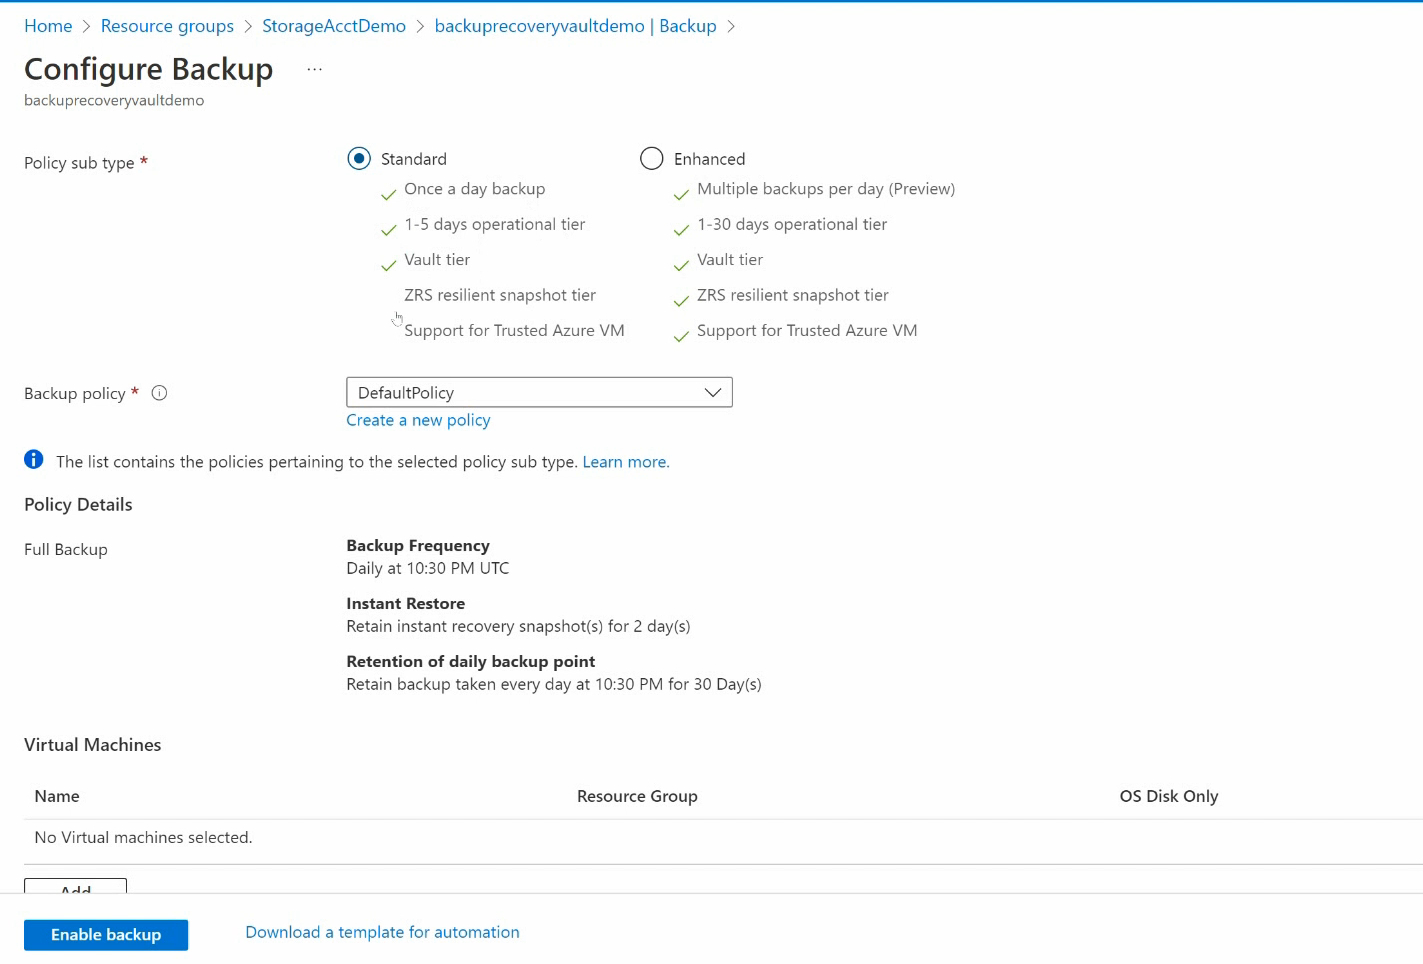 Home > Resource groups > StorageAcctDemo > backuprecoveryvaultdemo | Backup >
Configure Backup ...
backuprecoveryvaultdemo
Policy sub type *
Standard
Once a day backup
1-5 days operational tier
Vault tier
ZRS resilient snapshot tier
Support for Trusted Azure VM
Enhanced
Multiple backups per day (Preview)
1-30 days operational tier
Vault tier
ZRS resilient snapshot tier
Support for Trusted Azure VM
Backup policy *
DefaultPolicy
Create a new policy
The list contains the policies pertaining to the selected policy sub type. Learn more.
Policy Details
Full Backup
Backup Frequency
Daily at 10:30 PM UTC
Instant Restore
Retain instant recovery snapshot(s) for 2 day(s)
Retention of daily backup point
Retain backup taken every day at 10:30 PM for 30 Day(s)
Virtual Machines
Name Resource Group OS Disk Only
No Virtual machines selected.
Add
Enable backup Download a template for automation